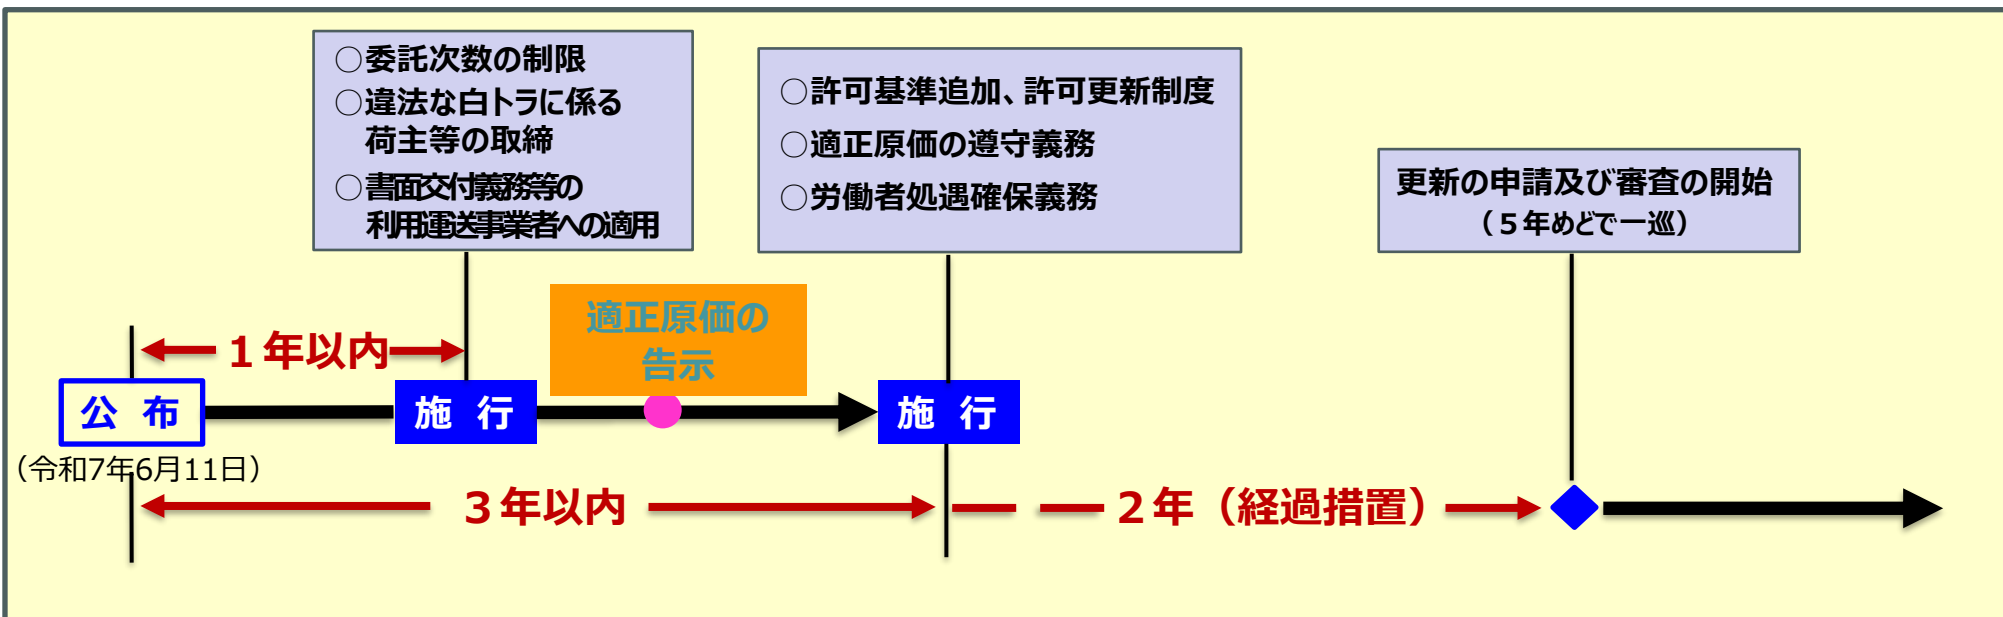 ○委託次数の制限
○違法な白トラに係る
荷主等の取締
○書面交付義務等の
利用運送事業者への適用
○許可基準追加、許可更新制度
○適正原価の遵守義務
○労働者処遇確保義務
更新の申請及び審査の開始
（５年めどで一巡）
適正原価の
告示
１年以内
公 布
施 行
施 行
（令和7年6月11日）
３年以内
２年（経過措置）